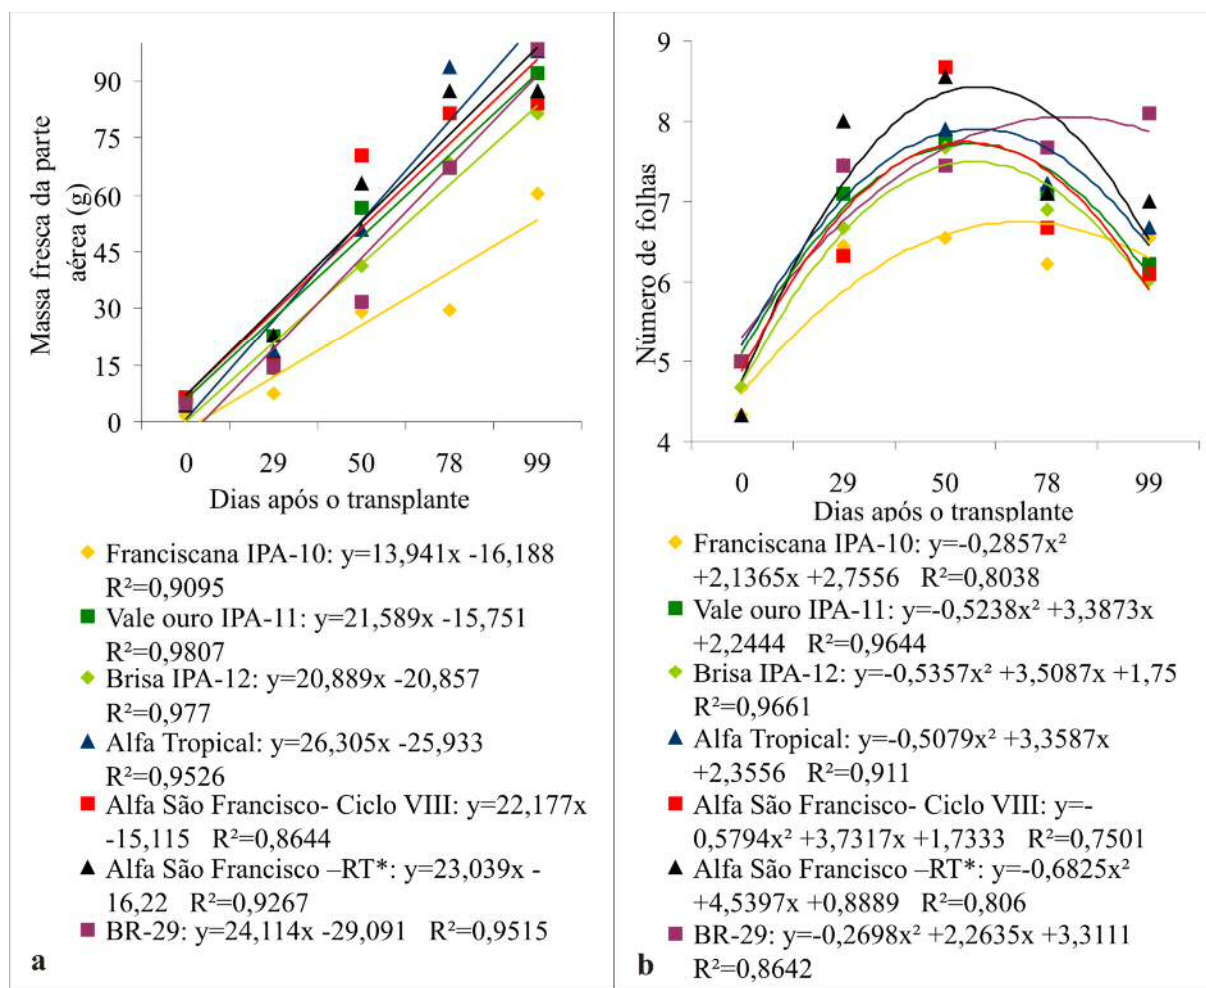 Massa fresca da parte
aérea (g)
90
75
60
45
30
15
0
0 29 50 78 99
Dias após o transplante
Franciscana IPA-10: y=13,941x -16,188
R²=0,9095
Vale ouro IPA-11: y=21,589x -15,751
R²=0,9807
Brisa IPA-12: y=20,889x -20,857
R²=0,977
Alfa Tropical: y=26,305x -25,933
R²=0,9526
Alfa São Francisco- Ciclo VIII: y=22,177x
-15,115 R²=0,8644
Alfa São Francisco –RT*: y=23,039x -
16,22 R²=0,9267
BR-29: y=24,114x -29,091 R²=0,9515
a
Número de folhas
9
8
7
6
5
4
0 29 50 78 99
Dias após o transplante
Franciscana IPA-10: y=-0,2857x²
+2,1365x +2,7556 R²=0,8038
Vale ouro IPA-11: y=-0,5238x² +3,3873x
+2,2444 R²=0,9644
Brisa IPA-12: y=-0,5357x² +3,5087x +1,75
R²=0,9661
Alfa Tropical: y=-0,5079x² +3,3587x
+2,3556 R²=0,911
Alfa São Francisco- Ciclo VIII: y=-
0,5794x² +3,7317x +1,7333 R²=0,7501
Alfa São Francisco –RT*: y=-0,6825x²
+4,5397x +0,8889 R²=0,806
BR-29: y=-0,2698x² +2,2635x +3,3111
R²=0,8642
b